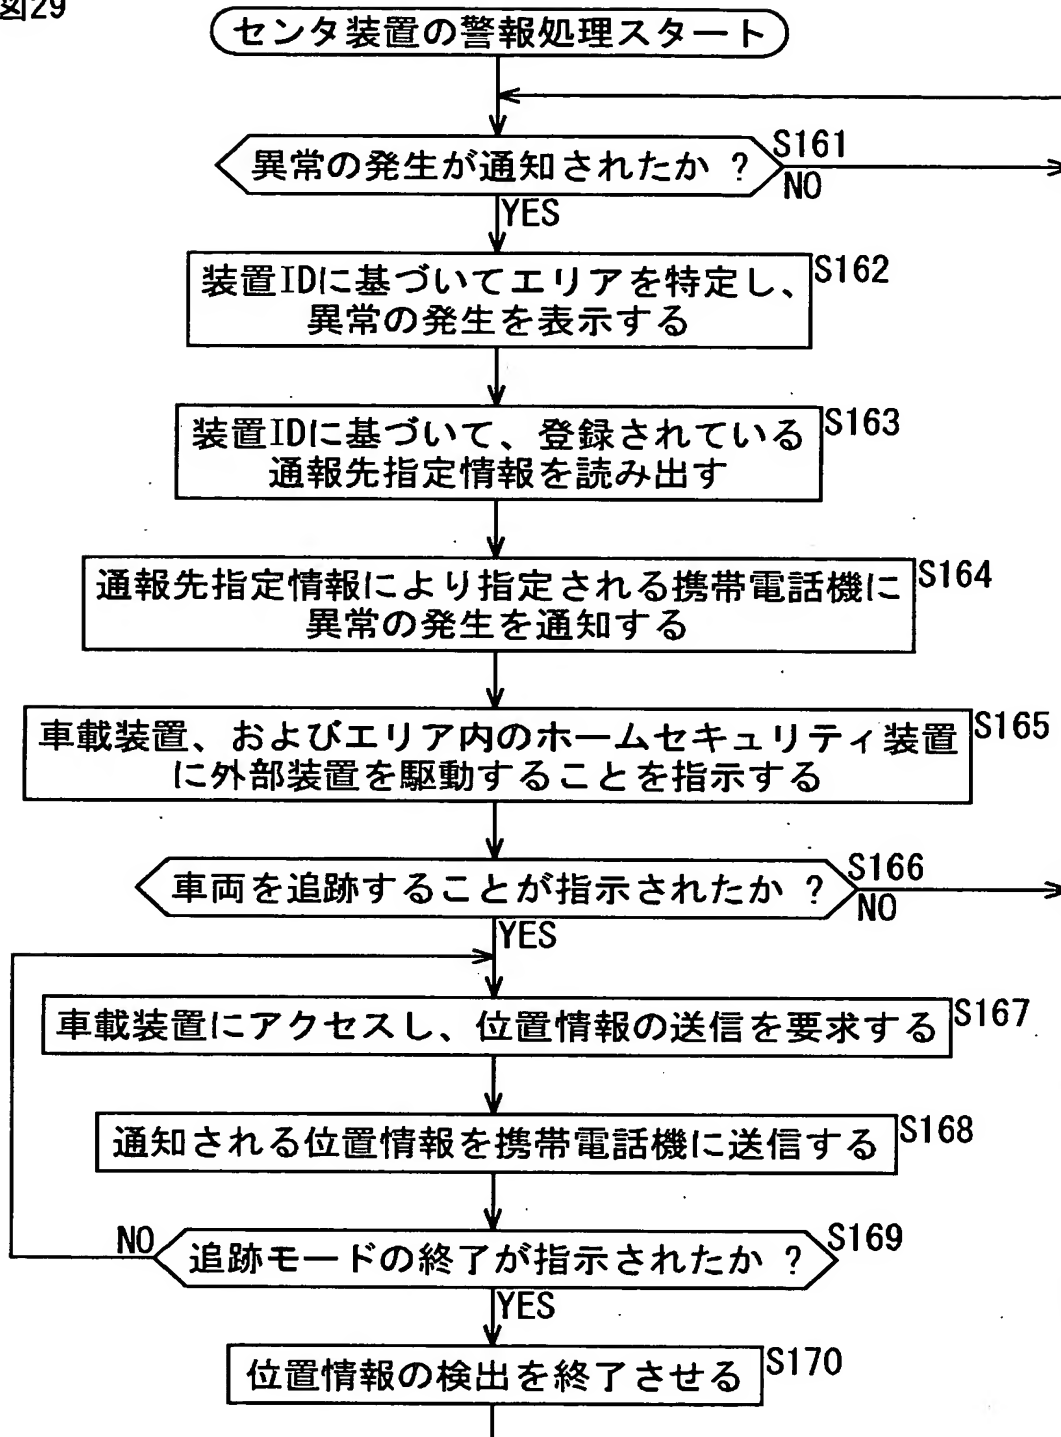 図29
センタ装置の警報処理スタート
異常の発生が通知されたか ?
S161
NO
YES
装置IDに基づいてエリアを特定し、
異常の発生を表示する
S162
装置IDに基づいて、登録されている
通報先指定情報を読み出す
S163
通報先指定情報により指定される携帯電話機に
異常の発生を通知する
S164
車載装置、およびエリア内のホームセキュリティ装置
に外部装置を駆動することを指示する
S165
車両を追跡することが指示されたか ?
S166
NO
YES
車載装置にアクセスし、位置情報の送信を要求する
S167
通知される位置情報を携帯電話機に送信する
S168
NO
追跡モードの終了が指示されたか ?
S169
YES
位置情報の検出を終了させる
S170